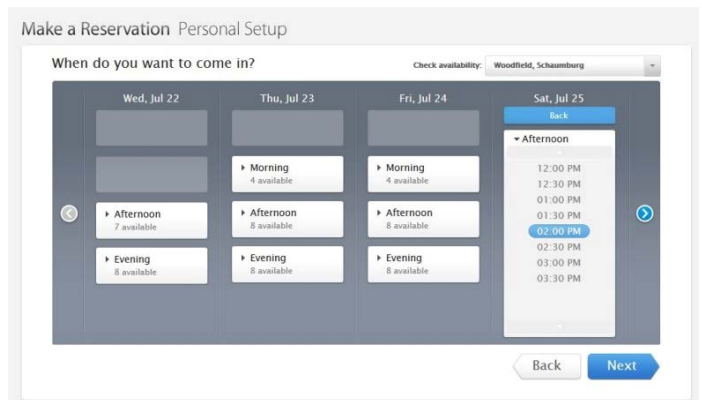 Make a Reservation Personal Setup
When do you want to come in?
Check availability: Woodfield, Schaumburg
Wed, Jul 22
Afternoon
7 available
Evening
8 available
Thu, Jul 23
Morning
4 available
Afternoon
8 available
Evening
8 available
Fri, Jul 24
Morning
4 available
Afternoon
8 available
Evening
8 available
Sat, Jul 25
Back
Afternoon
12:00 PM
12:30 PM
01:00 PM
01:30 PM
02:00 PM
02:30 PM
03:00 PM
03:30 PM
Back
Next